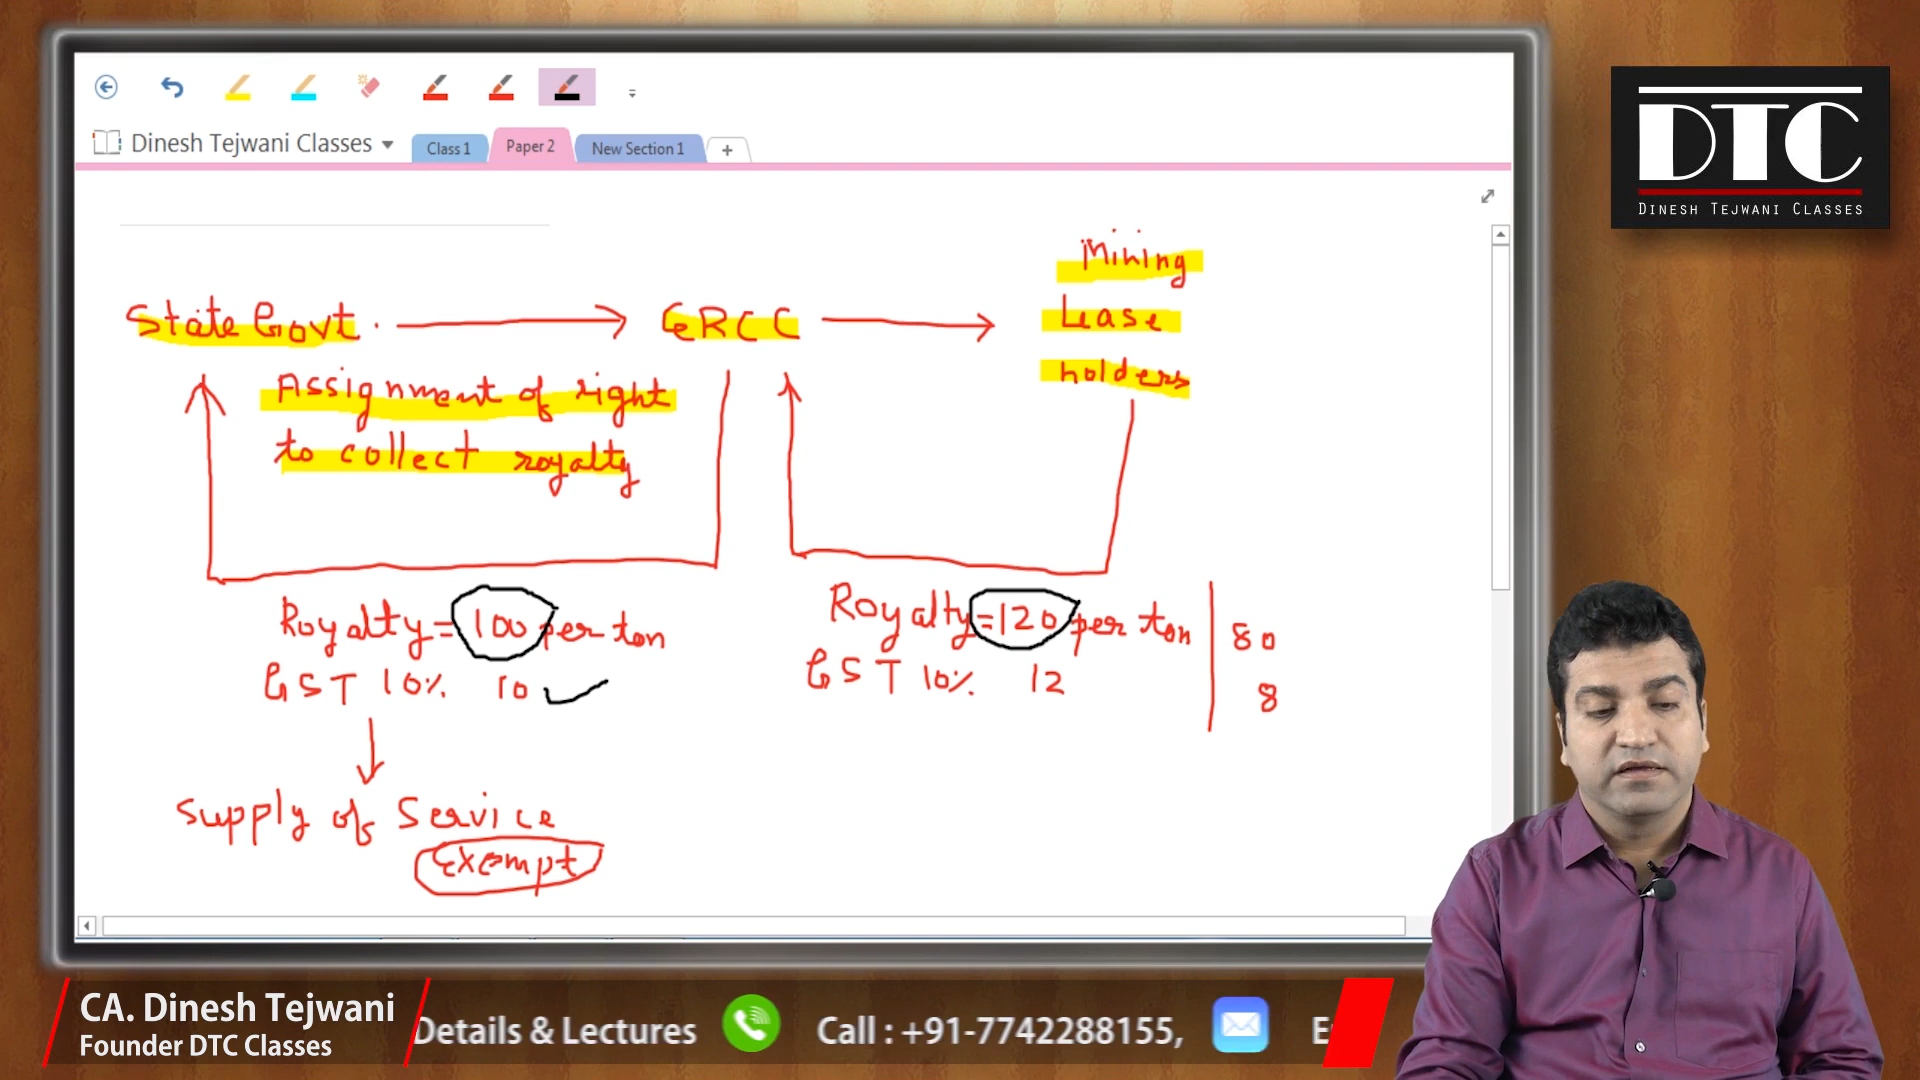 DTC
DINESH TEJWANI CLASSES
Dinesh Tejwani Classes
Class 1
Paper 2
New Section 1
+
State Govt.
ERCC
Mining
Lease
holders
Assignment of right
to collect royalty
Royalty = 100 per ton
GST 10% 10
Royalty = 120 per ton
GST 10% 12
80
8
Supply of Service
Exempt
CA. Dinesh Tejwani
Founder DTC Classes
Details & Lectures
Call : +91-7742288155,